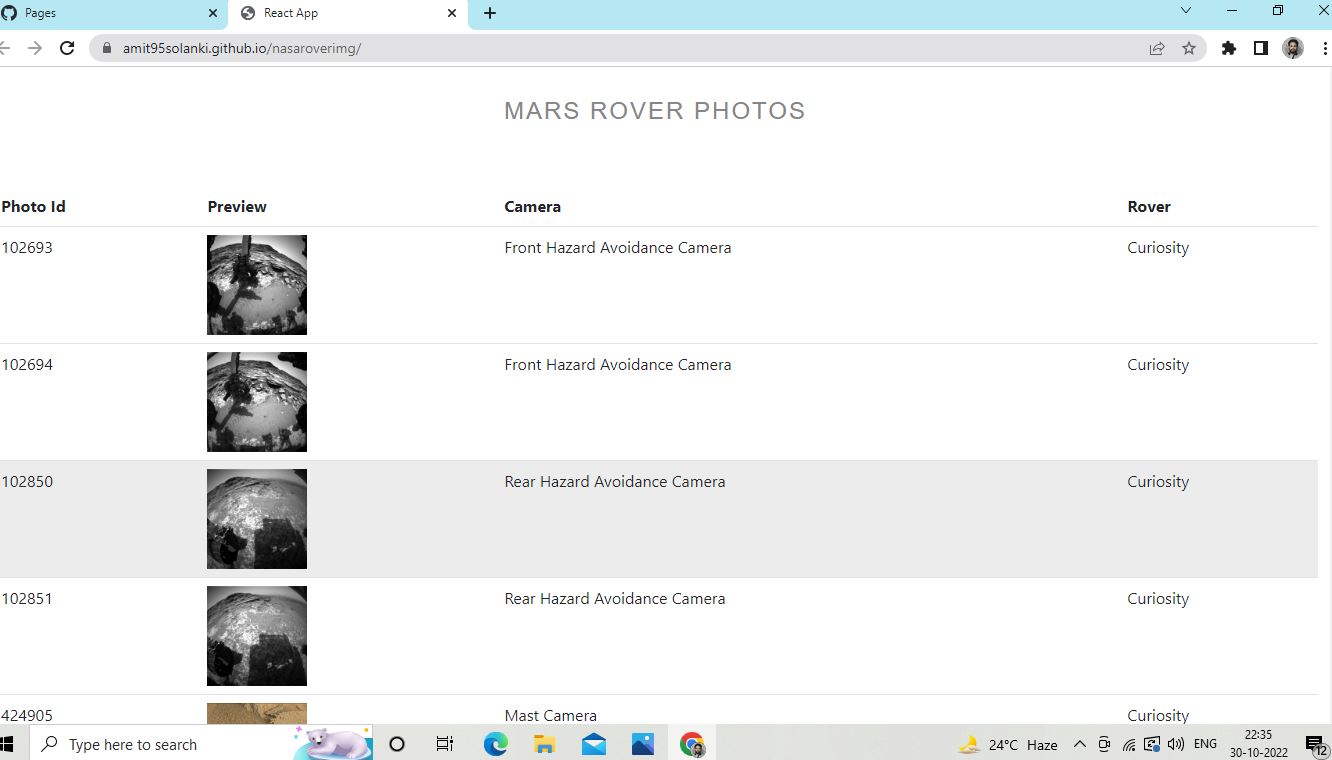 Pages
React App
amit95solanki.github.io/nasaroverimg/
MARS ROVER PHOTOS
Photo Id Preview Camera Rover
102693 Front Hazard Avoidance Camera Curiosity
102694 Front Hazard Avoidance Camera Curiosity
102850 Rear Hazard Avoidance Camera Curiosity
102851 Rear Hazard Avoidance Camera Curiosity
424905 Mast Camera Curiosity
Type here to search
24°C Haze
ENG
22:35
30-10-2022
12